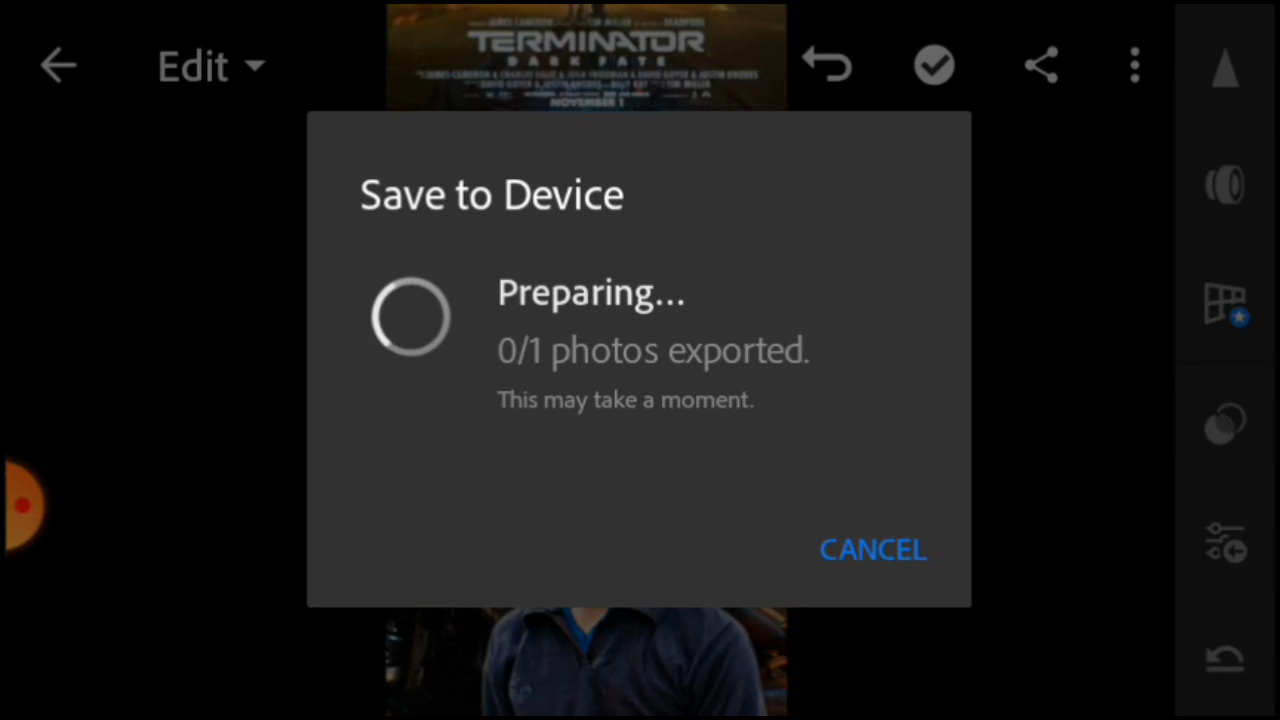 Edit
TERMINATOR
DARK FATE
NOVEMBER 1
Save to Device
Preparing...
0/1 photos exported.
This may take a moment.
CANCEL